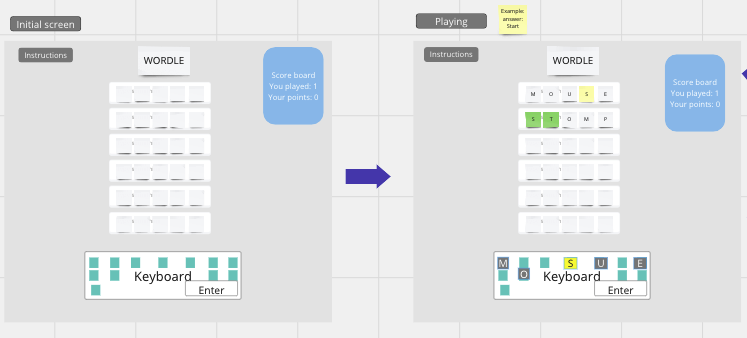 Initial screen
Instructions
WORDLE
Score board
You played: 1
Your points: 0
Keyboard
Enter
Playing
Example:
answer:
Start
Instructions
WORDLE
Score board
You played: 1
Your points: 0
M O U S E
S T O M P
M S U E
O
Keyboard
Enter